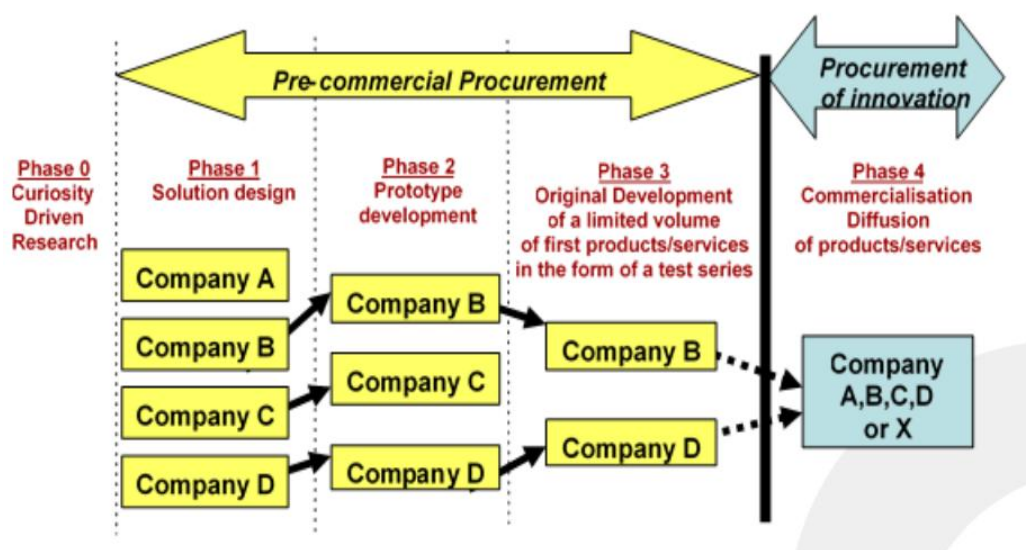 Pre-commercial Procurement
Procurement
of innovation
Phase 0
Curiosity
Driven
Research
Phase 1
Solution design
Phase 2
Prototype
development
Phase 3
Original Development
of a limited volume
of first products/services
in the form of a test series
Phase 4
Commercialisation
Diffusion
of products/services
Company A
Company B
Company C
Company D
Company B
Company C
Company D
Company B
Company D
Company
A,B,C,D
or X